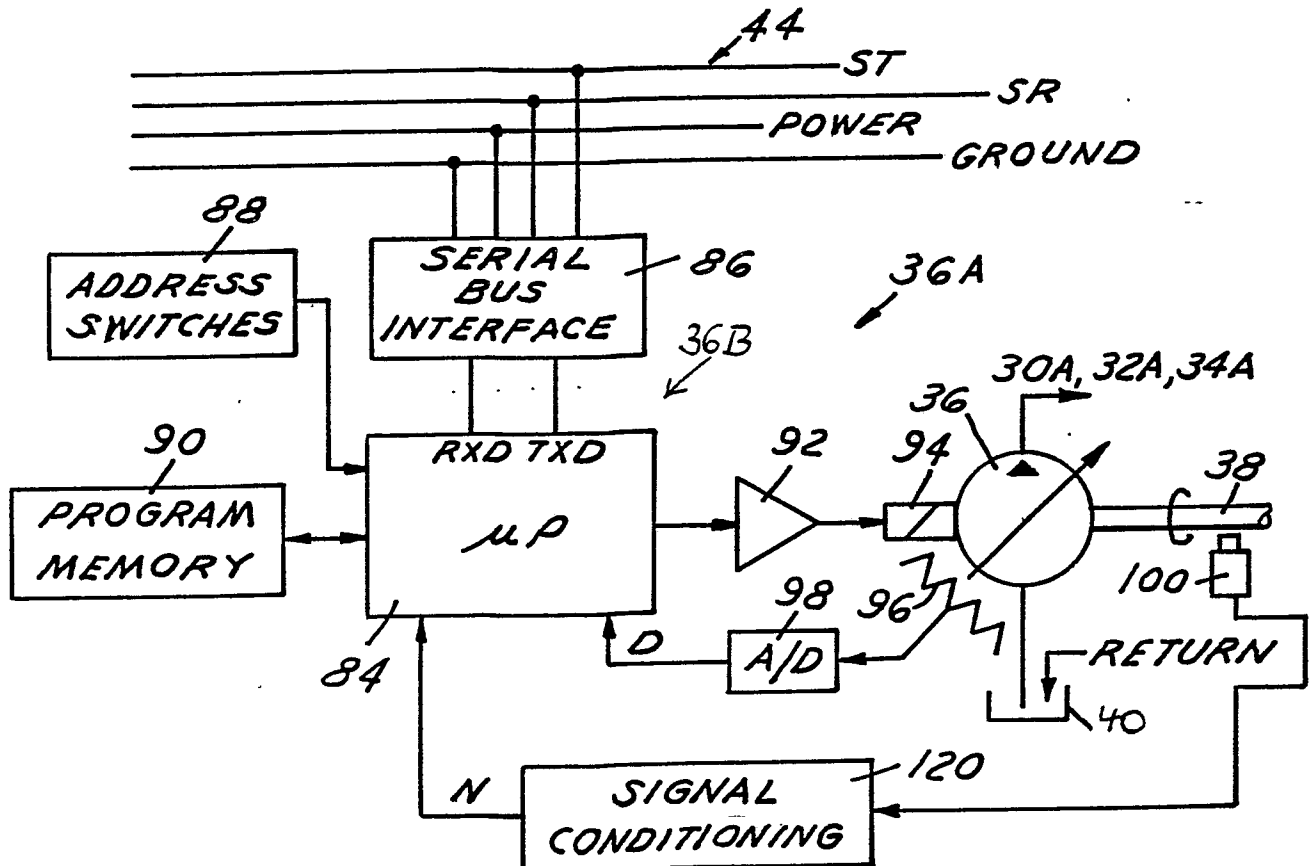 44
ST
SR
POWER
GROUND
88
ADDRESS
SWITCHES
SERIAL
BUS
INTERFACE
86
36A
36B
30A, 32A, 34A
90
PROGRAM
MEMORY
RXD TXD
µP
84
92
94
36
38
96
98
A/D
D
100
RETURN
40
N
SIGNAL
CONDITIONING
120